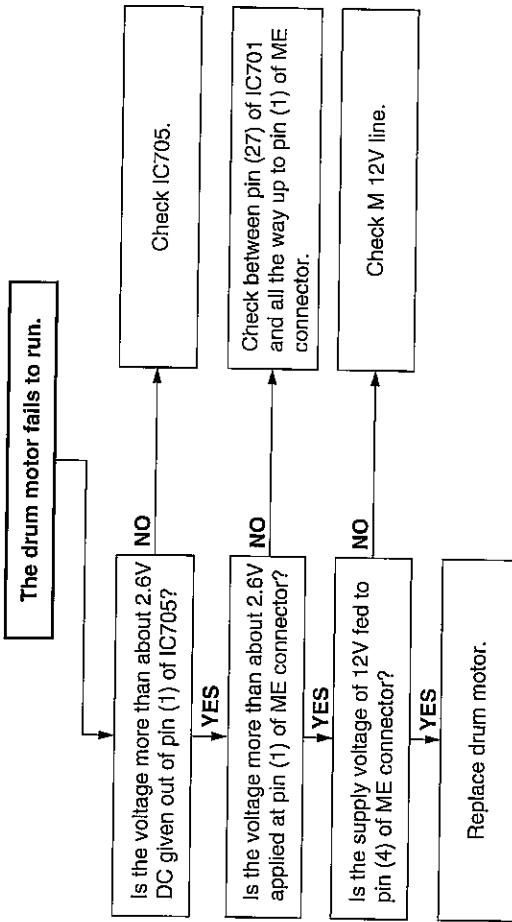 The drum motor fails to run.
Is the voltage more than about 2.6V
DC given out of pin (1) of IC705?
NO
Check IC705.
YES
Is the voltage more than about 2.6V
applied at pin (1) of ME connector?
NO
Check between pin (27) of IC701
and all the way up to pin (1) of ME
connector.
YES
Is the supply voltage of 12V fed to
pin (4) of ME connector?
NO
Check M 12V line.
YES
Replace drum motor.